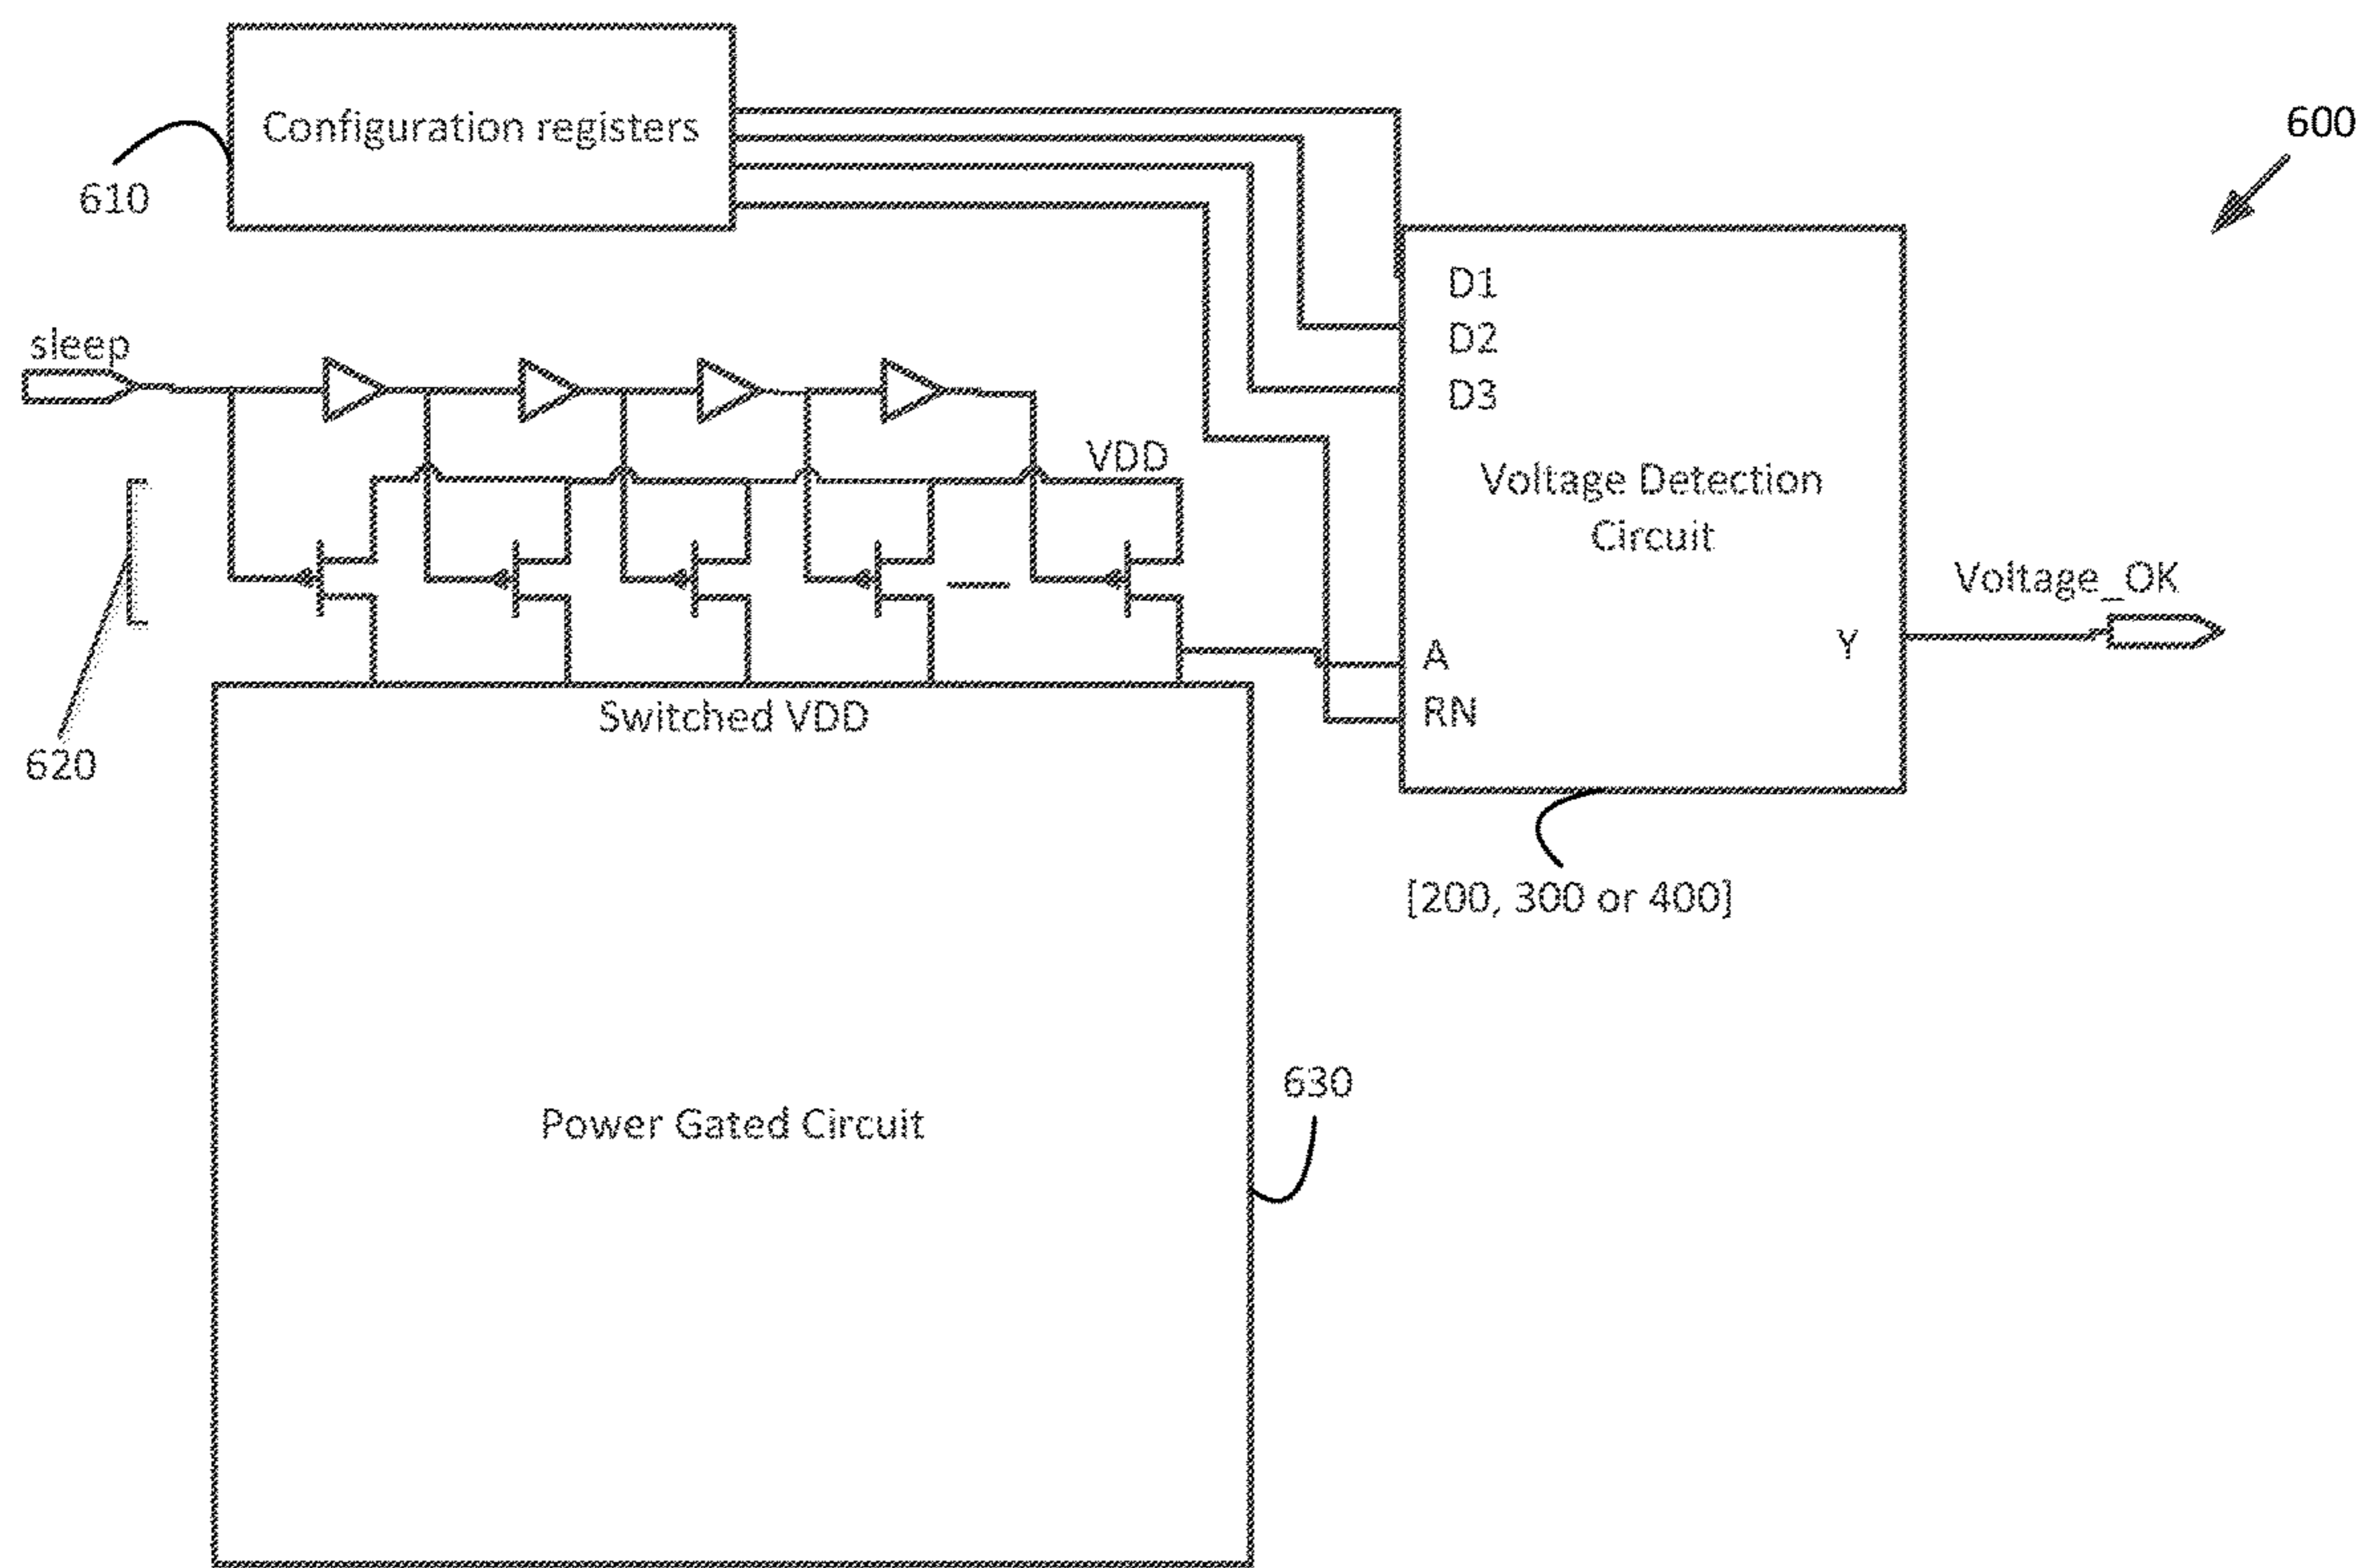 Configuration registers
600
610
D1
sleep
D2
D3
VDD
Voltage Detection
Circuit
Voltage_OK
A
Y
RN
Switched VDD
620
[200, 300 or 400]
630
Power Gated Circuit